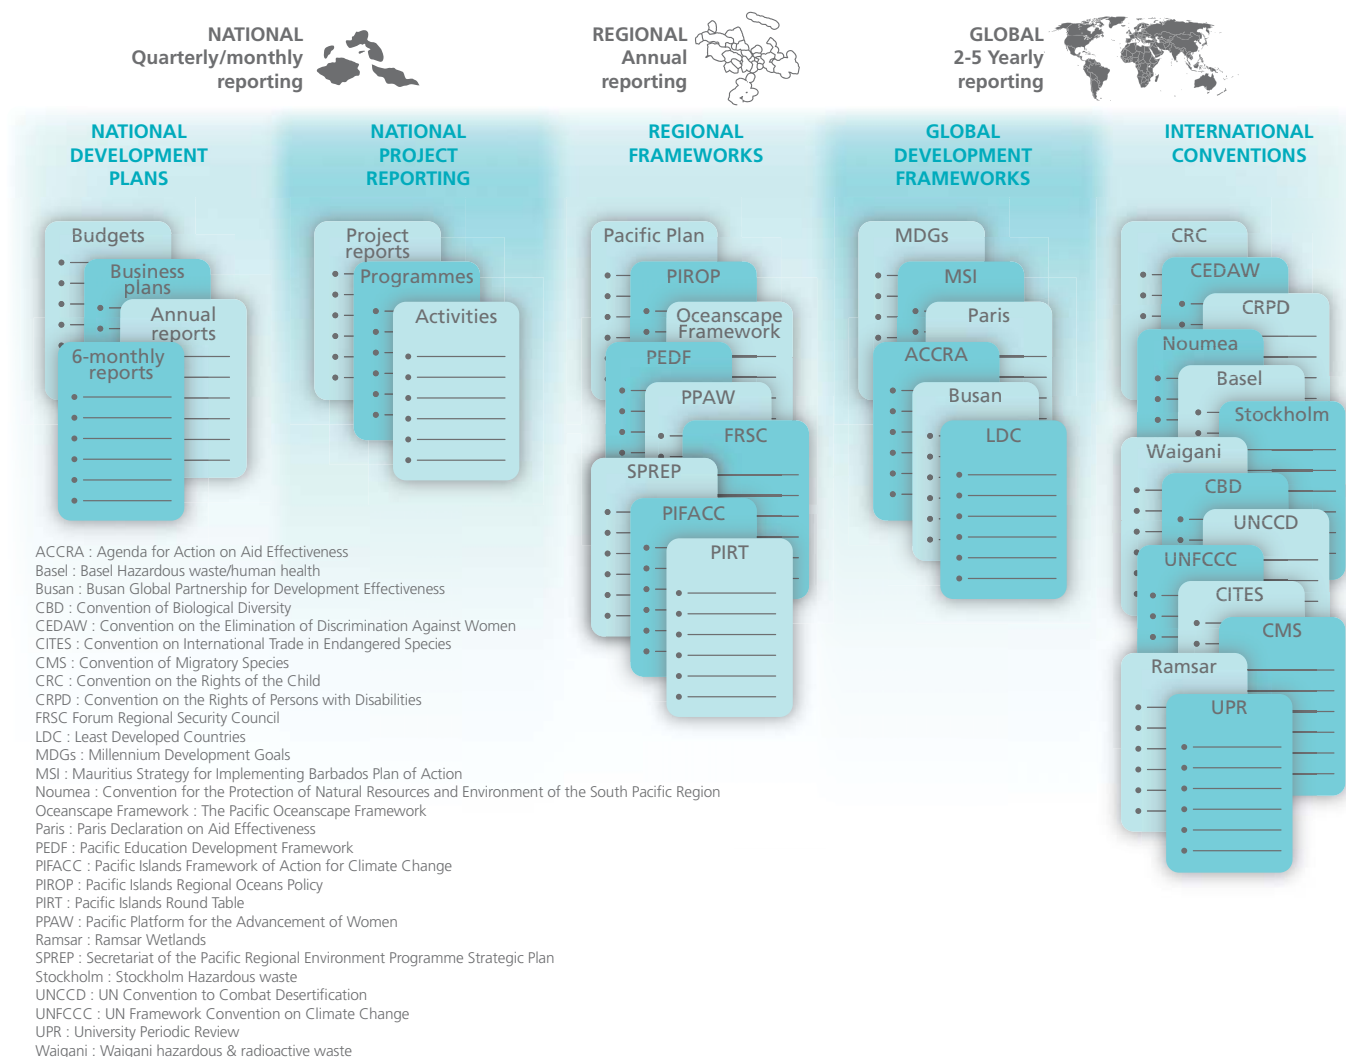 NATIONAL
Quarterly/monthly
reporting
REGIONAL
Annual
reporting
GLOBAL
2-5 Yearly
reporting
NATIONAL
DEVELOPMENT
PLANS
NATIONAL
PROJECT
REPORTING
REGIONAL
FRAMEWORKS
GLOBAL
DEVELOPMENT
FRAMEWORKS
INTERNATIONAL
CONVENTIONS
Budgets
Business
plans
Annual
reports
6-monthly
reports
Project
reports
Programmes
Activities
Pacific Plan
PIROP
Oceanscape
Framework
PEDF
PPAW
FRSC
SPREP
PIFACC
PIRT
MDGs
MSI
Paris
ACCRA
Busan
LDC
CRC
CEDAW
CRPD
Noumea
Basel
Stockholm
Waigani
CBD
UNCCD
UNFCCC
CITES
CMS
Ramsar
UPR
ACCRA : Agenda for Action on Aid Effectiveness
Basel : Basel Hazardous waste/human health
Busan : Busan Global Partnership for Development Effectiveness
CBD : Convention of Biological Diversity
CEDAW : Convention on the Elimination of Discrimination Against Women
CITES : Convention on International Trade in Endangered Species
CMS : Convention of Migratory Species
CRC : Convention on the Rights of the Child
CRPD : Convention on the Rights of Persons with Disabilities
FRSC Forum Regional Security Council
LDC : Least Developed Countries
MDGs : Millennium Development Goals
MSI : Mauritius Strategy for Implementing Barbados Plan of Action
Noumea : Convention for the Protection of Natural Resources and Environment of the South Pacific Region
Oceanscape Framework : The Pacific Oceanscape Framework
Paris : Paris Declaration on Aid Effectiveness
PEDF : Pacific Education Development Framework
PIFACC : Pacific Islands Framework of Action for Climate Change
PIROP : Pacific Islands Regional Oceans Policy
PIRT : Pacific Islands Round Table
PPAW : Pacific Platform for the Advancement of Women
Ramsar : Ramsar Wetlands
SPREP : Secretariat of the Pacific Regional Environment Programme Strategic Plan
Stockholm : Stockholm Hazardous waste
UNCCD : UN Convention to Combat Desertification
UNFCCC : UN Framework Convention on Climate Change
UPR : University Periodic Review
Waigani : Waigani hazardous & radioactive waste